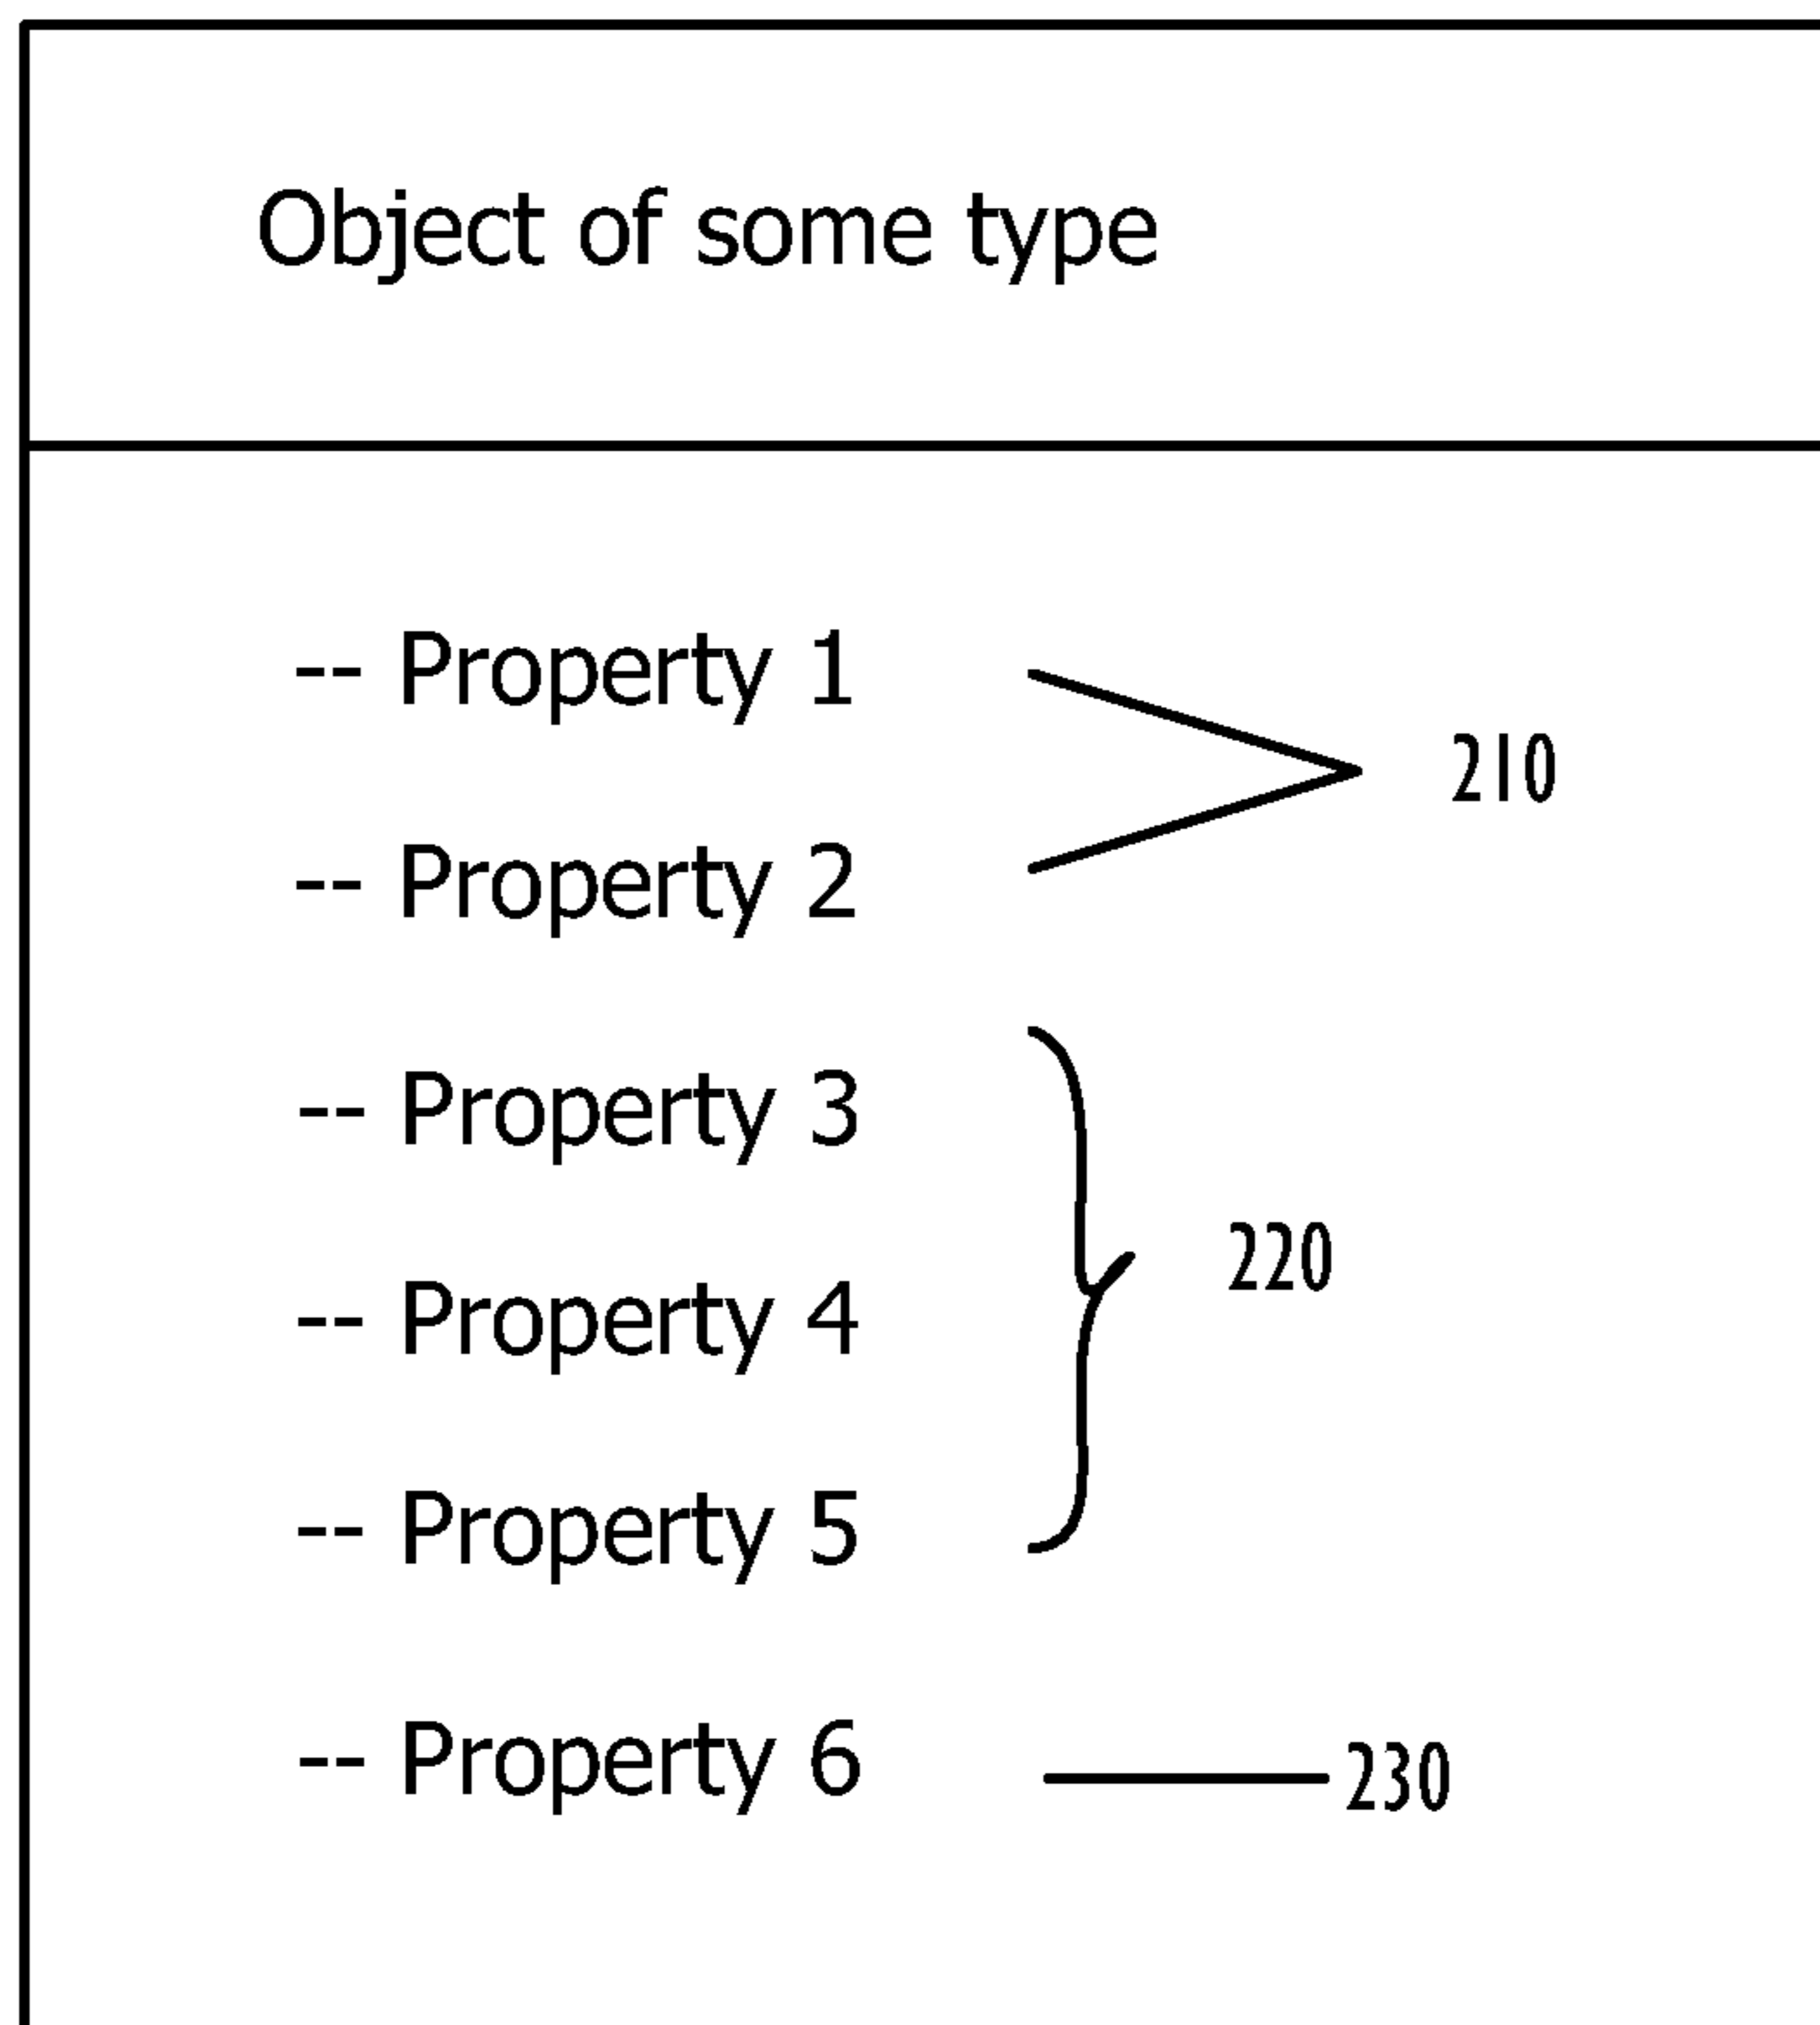 Object of some type
-- Property 1
210
-- Property 2
-- Property 3
220
-- Property 4
-- Property 5
-- Property 6 230